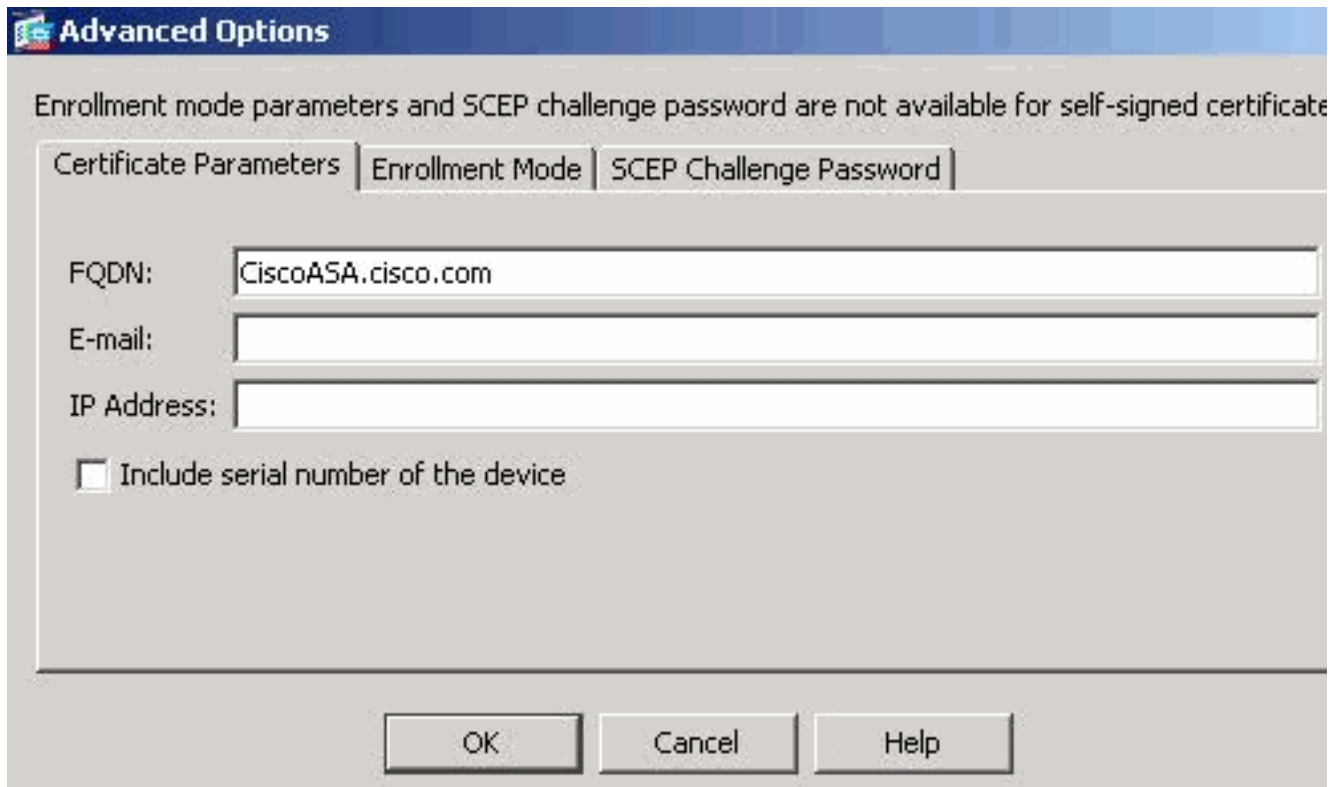 Advanced Options
Enrollment mode parameters and SCEP challenge password are not available for self-signed certificate
Certificate Parameters Enrollment Mode SCEP Challenge Password
FQDN: CiscoASA.cisco.com
E-mail:
IP Address:
Include serial number of the device
OK Cancel Help